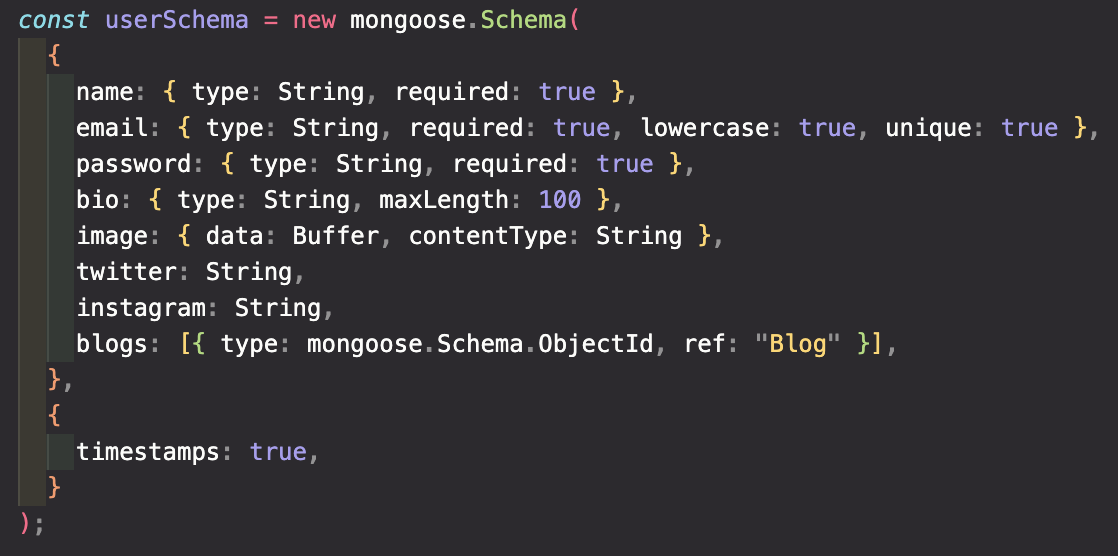 const userSchema = new mongoose.Schema(
  {
    name: { type: String, required: true },
    email: { type: String, required: true, lowercase: true, unique: true },
    password: { type: String, required: true },
    bio: { type: String, maxLength: 100 },
    image: { data: Buffer, contentType: String },
    twitter: String,
    instagram: String,
    blogs: [{ type: mongoose.Schema.ObjectId, ref: "Blog" }],
  },
  {
    timestamps: true,
  }
);